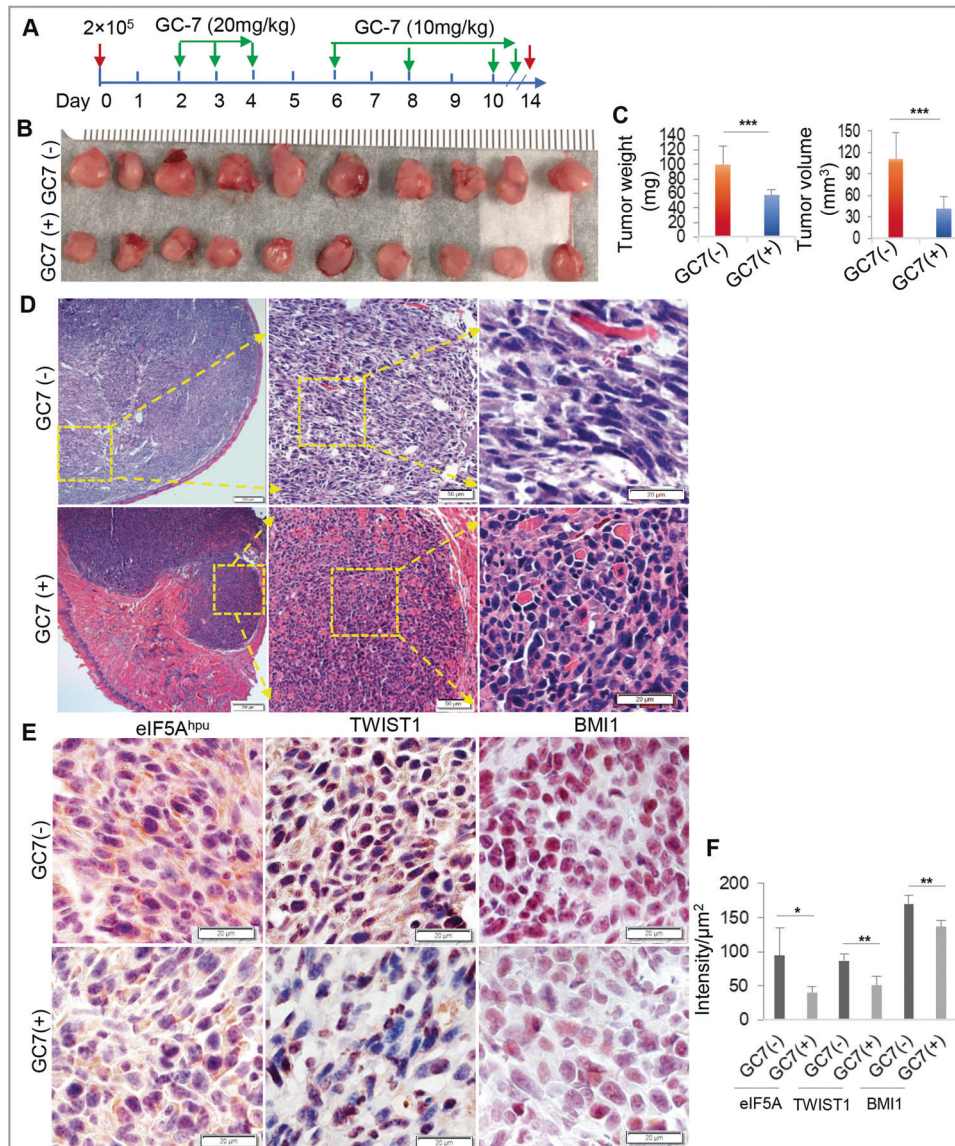 A
2×10⁵
GC-7 (20mg/kg)
GC-7 (10mg/kg)
Day 0 1 2 3 4 5 6 7 8 9 10 14
B
GC7 (-)
GC7 (+)
C
Tumor weight (mg)
120
100
80
60
40
20
0
***
GC7(-)
GC7(+)
Tumor volume (mm³)
150
120
90
60
30
0
***
GC7(-)
GC7(+)
D
GC7 (-)
50 µm
20 µm
GC7 (+)
50 µm
20 µm
E
eIF5Aʰᵖᵘ TWIST1 BMI1
GC7(-)
20 µm
20 µm
20 µm
GC7(+)
20 µm
20 µm
20 µm
F
Intensity/µm²
200
150
100
50
0
*
**
**
GC7(-)
GC7(+)
GC7(-)
GC7(+)
GC7(-)
GC7(+)
eIF5A TWIST1 BMI1